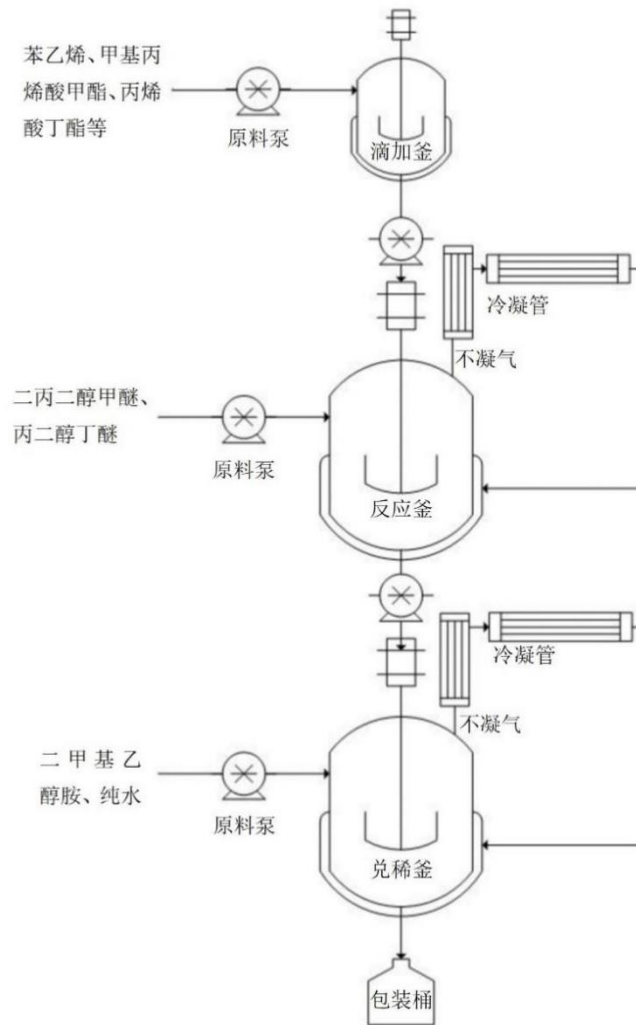 苯乙烯、甲基丙
烯酸甲酯、丙烯
酸丁酯等
原料泵
滴加釜
冷凝管
不凝气
二丙二醇甲醚、
丙二醇丁醚
原料泵
反应釜
冷凝管
不凝气
二甲基乙
醇胺、纯水
原料泵
兑稀釜
包装桶